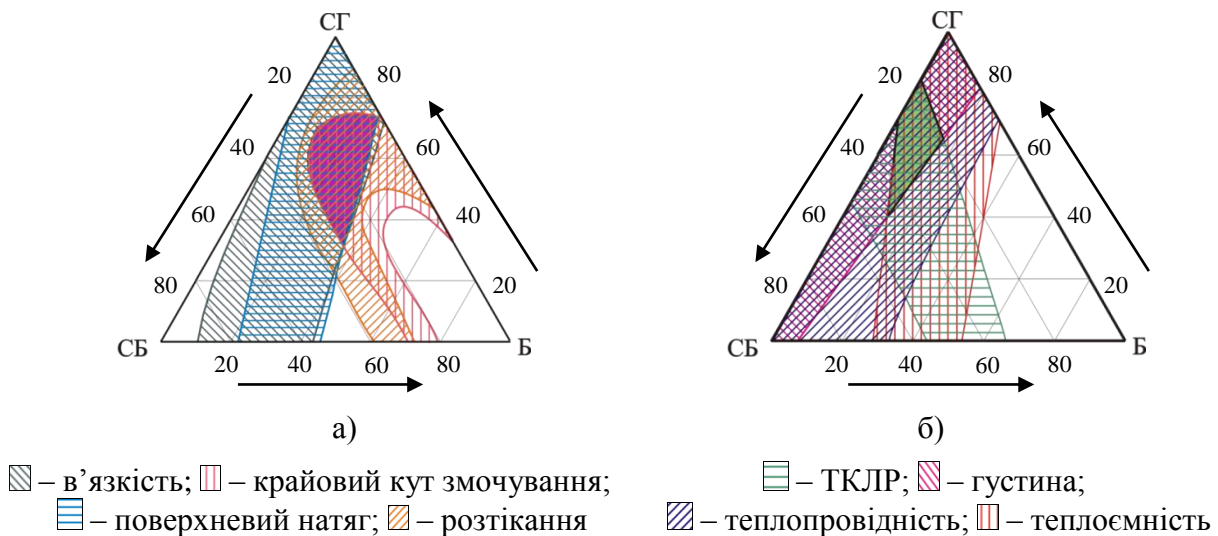 СГ СГ
20 80 20 80
40 60 40 60
60 40 60 40
80 20 80 20
СБ Б СБ Б
20 40 60 80 20 40 60 80
а) б)
– в’язкість; – крайовий кут змочування; – ТКЛР; – густина;
– поверхневий натяг; – розтікання – теплопровідність; – теплоємність